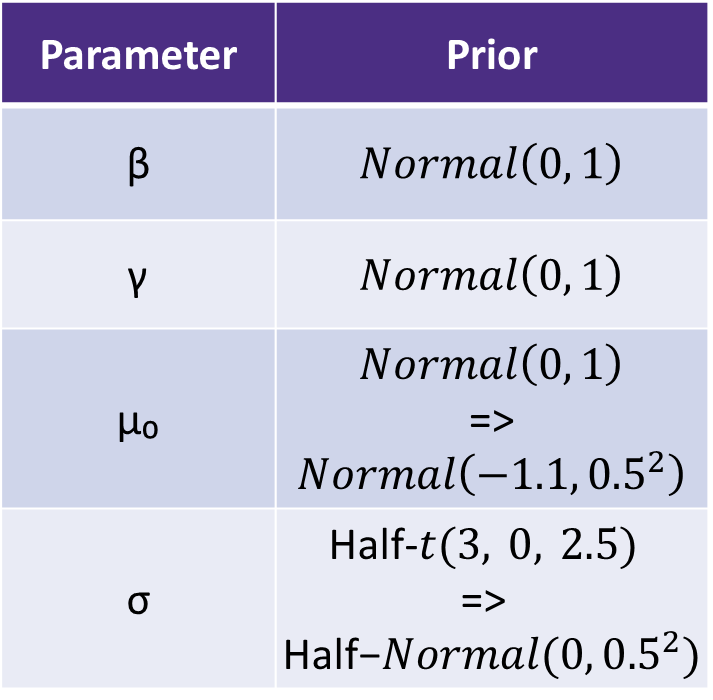 Parameter Prior
β Normal(0, 1)
γ Normal(0, 1)
Normal(0, 1)
μ₀ =>
Normal(−1.1, 0.5²)
Half-t(3, 0, 2.5)
σ =>
Half−Normal(0, 0.5²)